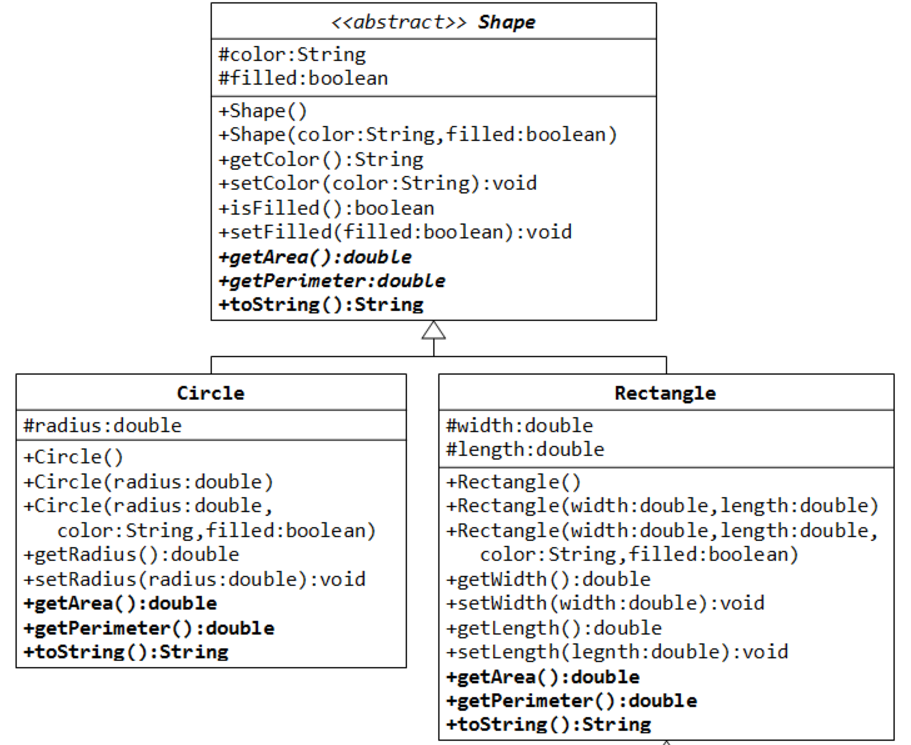 <<abstract>> Shape
#color:String
#filled:boolean
+Shape()
+Shape(color:String,filled:boolean)
+getColor():String
+setColor(color:String):void
+isFilled():boolean
+setFilled(filled:boolean):void
+getArea():double
+getPerimeter:double
+toString():String
Circle
#radius:double
+Circle()
+Circle(radius:double)
+Circle(radius:double,
color:String,filled:boolean)
+getRadius():double
+setRadius(radius:double):void
+getArea():double
+getPerimeter():double
+toString():String
Rectangle
#width:double
#length:double
+Rectangle()
+Rectangle(width:double,length:double)
+Rectangle(width:double,length:double,
color:String,filled:boolean)
+getWidth():double
+setWidth(width:double):void
+getLength():double
+setLength(legnth:double):void
+getArea():double
+getPerimeter():double
+toString():String